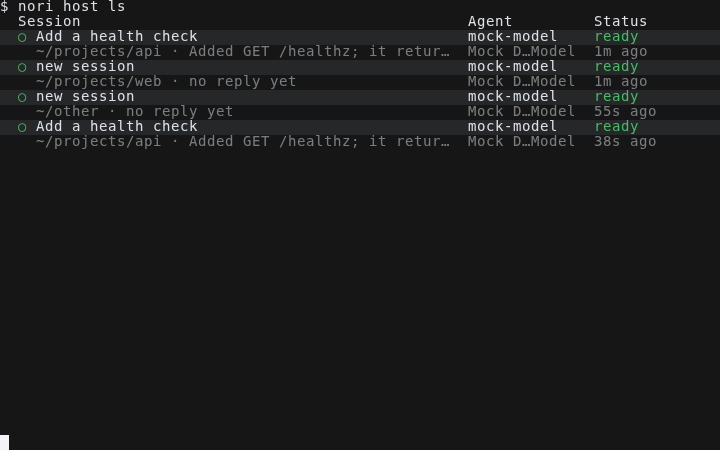 $ nori host ls
Session Agent Status
○ Add a health check mock-model ready
~/projects/api · Added GET /healthz; it retur… Mock D…Model 1m ago
○ new session mock-model ready
~/projects/web · no reply yet Mock D…Model 1m ago
○ new session mock-model ready
~/other · no reply yet Mock D…Model 55s ago
○ Add a health check mock-model ready
~/projects/api · Added GET /healthz; it retur… Mock D…Model 38s ago